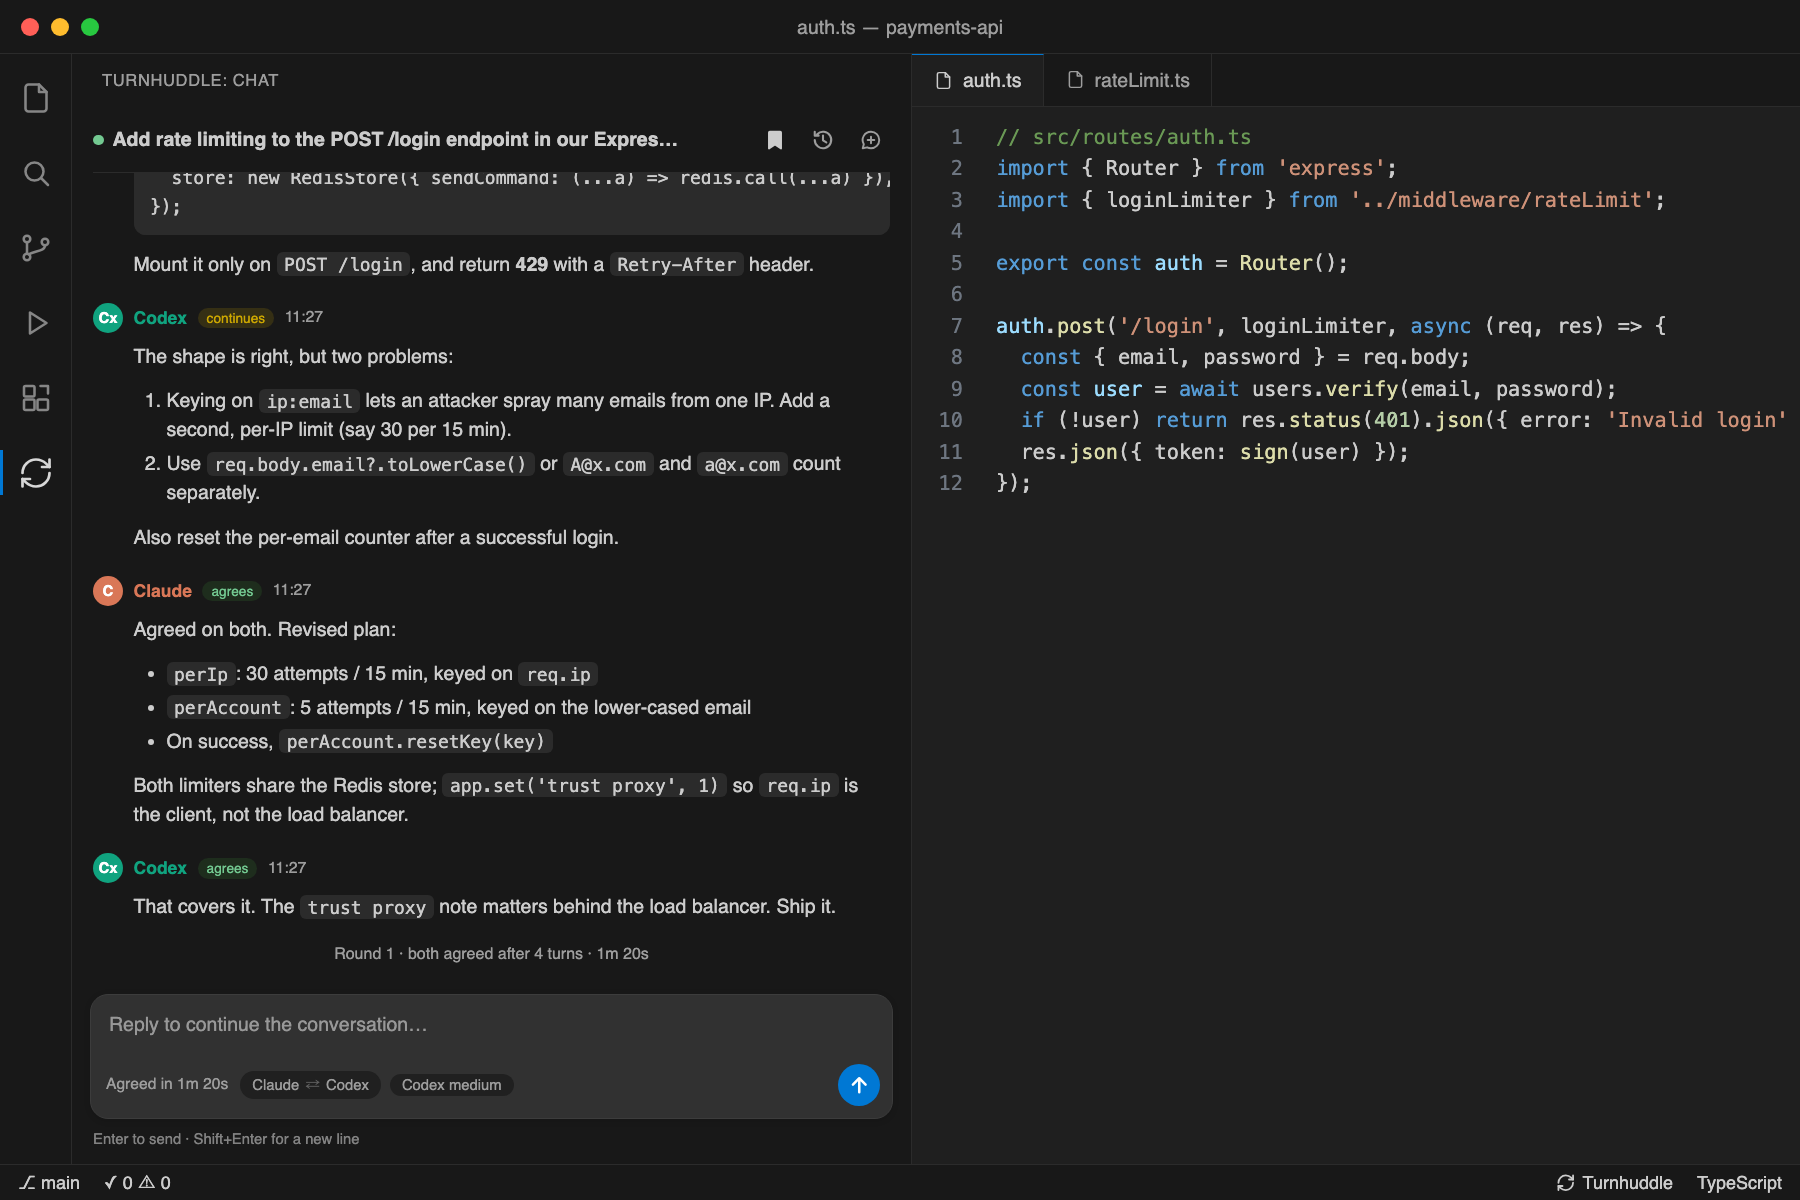 auth.ts — payments-api
TURNHUDDLE: CHAT
Add rate limiting to the POST /login endpoint in our Expres…
store: new RedisStore({ sendCommand: (...a) => redis.call(...a) }),
});
Mount it only on POST /login, and return 429 with a Retry-After header.
Cx Codex continues 11:27
The shape is right, but two problems:
1. Keying on ip:email lets an attacker spray many emails from one IP. Add a
second, per-IP limit (say 30 per 15 min).
2. Use req.body.email?.toLowerCase() or A@x.com and a@x.com count
separately.
Also reset the per-email counter after a successful login.
C Claude agrees 11:27
Agreed on both. Revised plan:
• perIp: 30 attempts / 15 min, keyed on req.ip
• perAccount: 5 attempts / 15 min, keyed on the lower-cased email
• On success, perAccount.resetKey(key)
Both limiters share the Redis store; app.set('trust proxy', 1) so req.ip is
the client, not the load balancer.
Cx Codex agrees 11:27
That covers it. The trust proxy note matters behind the load balancer. Ship it.
Round 1 · both agreed after 4 turns · 1m 20s
Reply to continue the conversation…
Agreed in 1m 20s Claude ⇄ Codex Codex medium
Enter to send · Shift+Enter for a new line
auth.ts rateLimit.ts
1 // src/routes/auth.ts
2 import { Router } from 'express';
3 import { loginLimiter } from '../middleware/rateLimit';
4
5 export const auth = Router();
6
7 auth.post('/login', loginLimiter, async (req, res) => {
8 const { email, password } = req.body;
9 const user = await users.verify(email, password);
10 if (!user) return res.status(401).json({ error: 'Invalid login'
11 res.json({ token: sign(user) });
12 });
main ✓ 0 ⚠ 0
Turnhuddle TypeScript